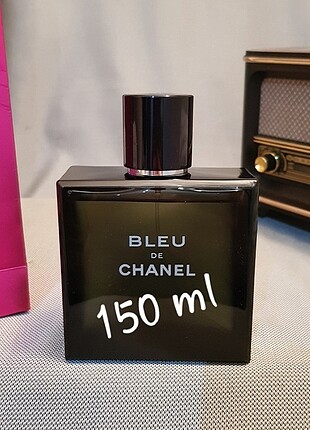 BLEU
DE
CHANEL
150 ml